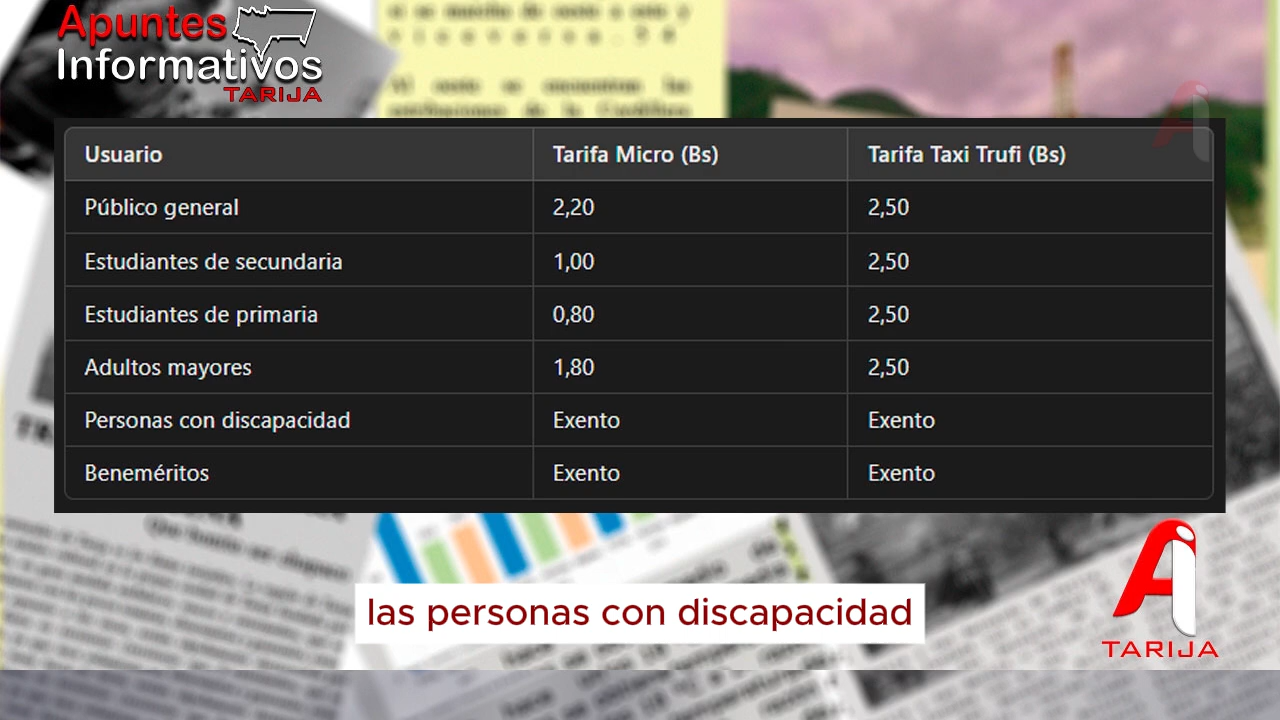 Apuntes
Informativos
TARIJA
Usuario Tarifa Micro (Bs) Tarifa Taxi Trufi (Bs)
Público general 2,20 2,50
Estudiantes de secundaria 1,00 2,50
Estudiantes de primaria 0,80 2,50
Adultos mayores 1,80 2,50
Personas con discapacidad Exento Exento
Beneméritos Exento Exento
las personas con discapacidad
Ai
TARIJA